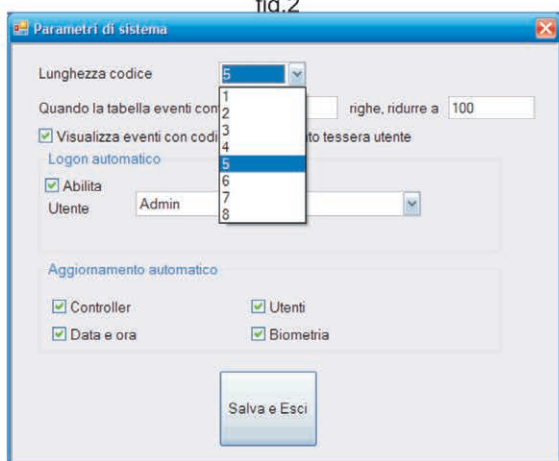 fig.2
Parametri di sistema
Lunghezza codice 5
1
Quando la tabella eventi con righe, ridurre a 100
2
3
Visualizza eventi con codi to tessera utente
4
Logon automatico
5
Abilita
6
Utente Admin
7
8
Aggiornamento automatico
Controller Utenti
Data e ora Biometria
Salva e Esci